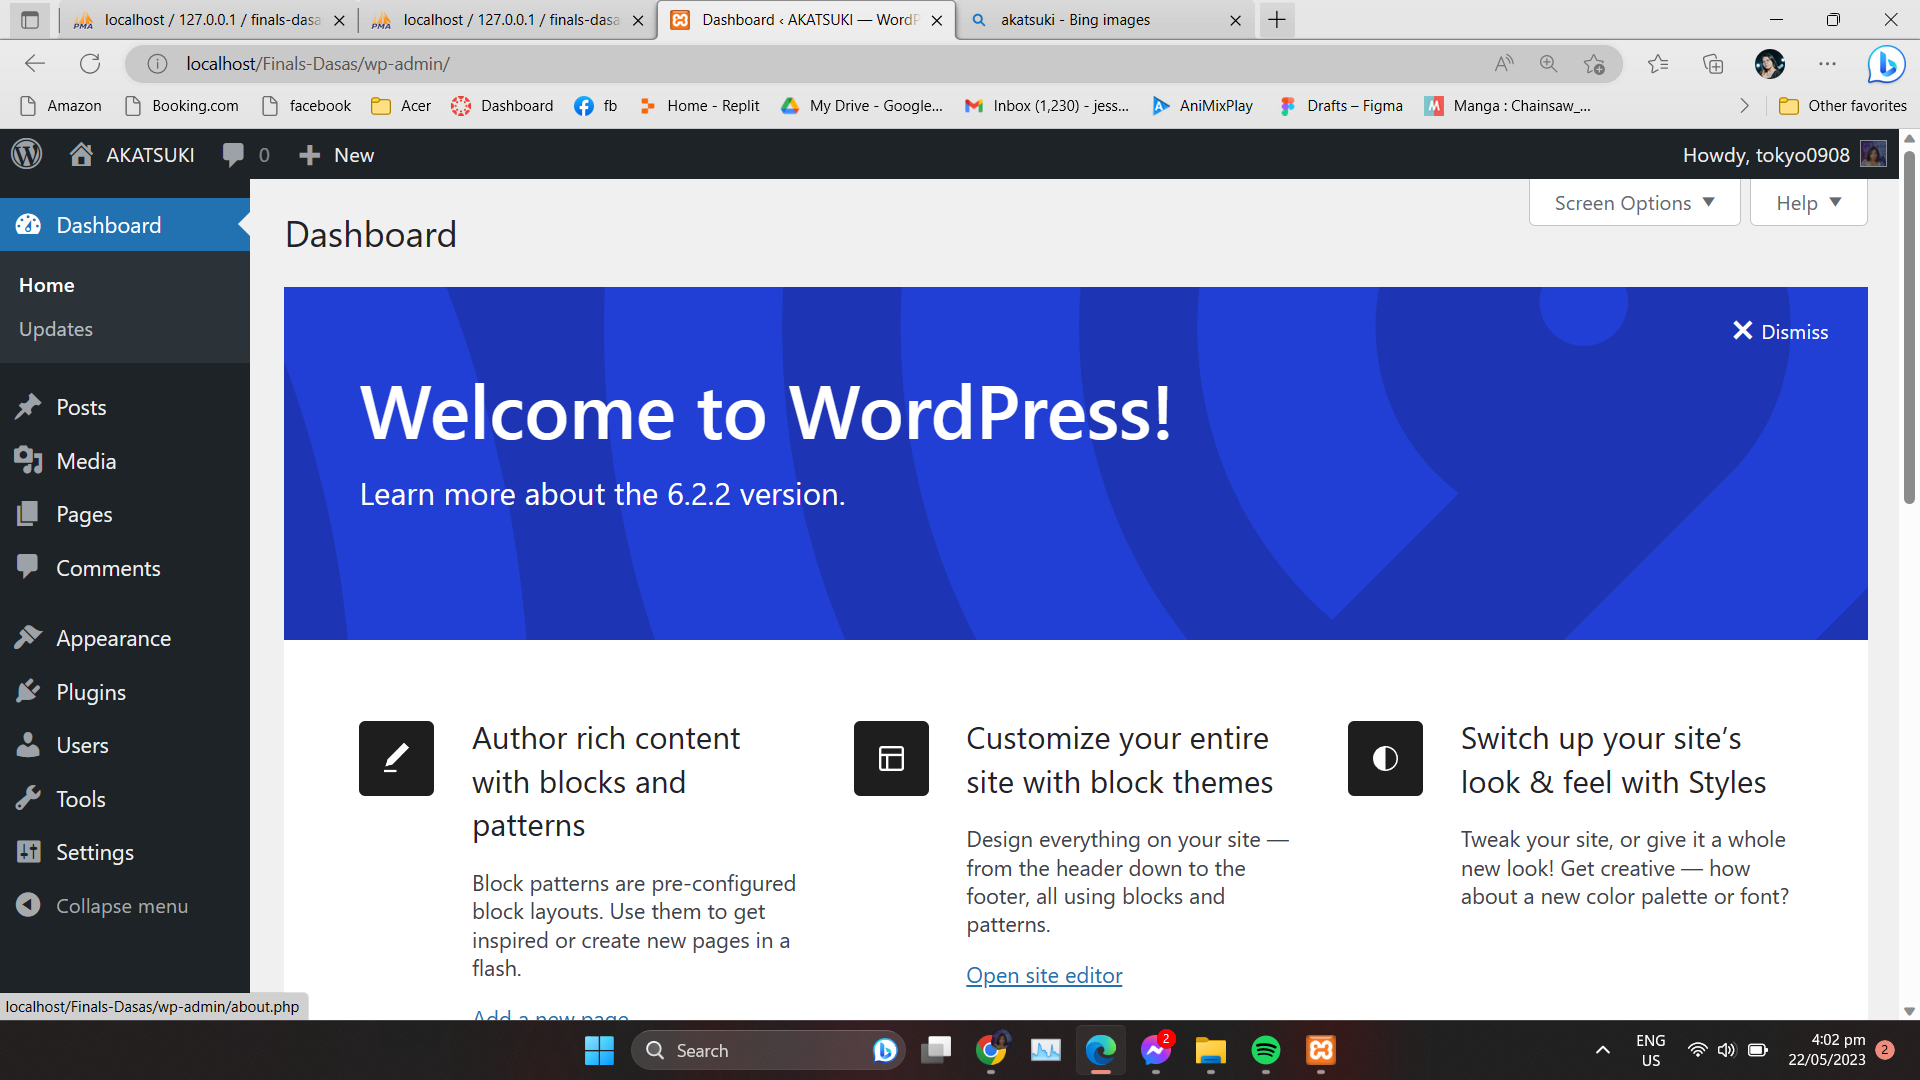 localhost / 127.0.0.1 / finals-dasa
localhost / 127.0.0.1 / finals-dasa
Dashboard ‹ AKATSUKI — WordP
akatsuki - Bing images
localhost/Finals-Dasas/wp-admin/
Amazon
Booking.com
facebook
Acer
Dashboard
fb
Home - Replit
My Drive - Google...
Inbox (1,230) - jess...
AniMixPlay
Drafts – Figma
Manga : Chainsaw_...
Other favorites
AKATSUKI
0
New
Howdy, tokyo0908
Dashboard
Home
Updates
Posts
Media
Pages
Comments
Appearance
Plugins
Users
Tools
Settings
Collapse menu
Screen Options
Help
Dashboard
Dismiss
Welcome to WordPress!
Learn more about the 6.2.2 version.
Author rich content
with blocks and
patterns
Block patterns are pre-configured
block layouts. Use them to get
inspired or create new pages in a
flash.
Add a new page
Customize your entire
site with block themes
Design everything on your site —
from the header down to the
footer, all using blocks and
patterns.
Open site editor
Switch up your site’s
look & feel with Styles
Tweak your site, or give it a whole
new look! Get creative — how
about a new color palette or font?
localhost/Finals-Dasas/wp-admin/about.php
Search
2
ENG
US
4:02 pm
22/05/2023
2